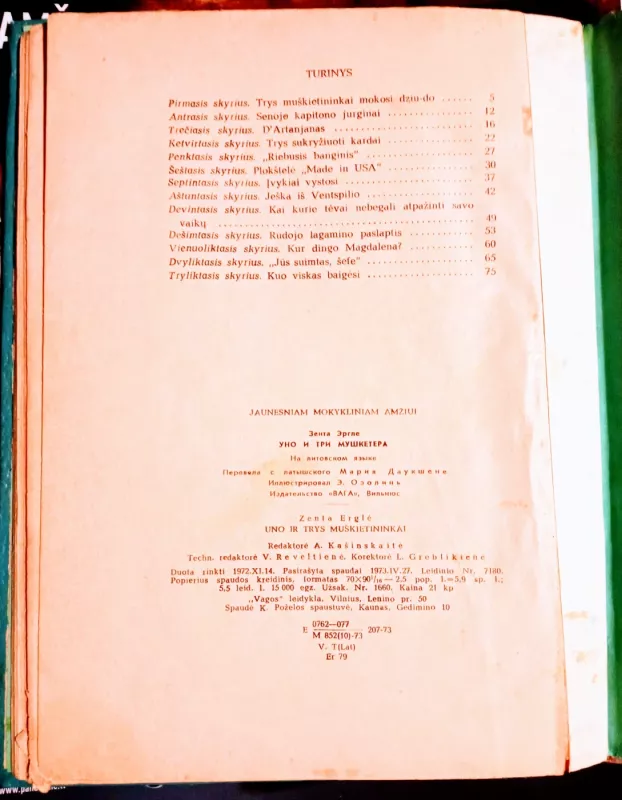 TURINYS
Pirmasis skyrius. Trys muškietininkai mokosi dziu-do ...... 5
Antrasis skyrius. Senojo kapitono jurginai ................ 12
Trečiasis skyrius. D'Artanjanas ................ 16
Ketvirtasis skyrius. Trys sukryžiuoti kardai ................ 22
Penktasis skyrius. „Riebusis banginis" ................ 27
Šeštasis skyrius. Plokštelė „Made in USA" ................ 30
Septintasis skyrius. Įvykiai vystosi ................ 37
Aštuntasis skyrius. Ješka iš Ventspilio ................ 42
Devintasis skyrius. Kai kurie tėvai nebegali atpažinti savo
vaikų ................ 49
Dešimtasis skyrius. Rudojo lagamino paslaptis ............ 53
Vienuoliktasis skyrius. Kur dingo Magdalena? ............ 60
Dvyliktasis skyrius. „Jūs suimtas, šefe" ................ 65
Tryliktasis skyrius. Kuo viskas baigėsi ................ 75
JAUNESNIAM MOKYKLINIAM AMŽIUI
Зента Эргле
УНО И ТРИ МУШКЕТЕРА
На литовском языке
Перевела с латышского Мария Даукшене
Иллюстрировал Э. Озолинь
Издательство «ВАГА», Вильнюс
Zenta Erglė
UNO IR TRYS MUŠKIETININKAI
Redaktorė A. Kašinskaitė
Techn. redaktorė V. Reveltienė. Korektorė L. Greblikienė
Duota rinkti 1972.XI.14. Pasirašyta spaudai 1973.IV.27. Leidinio Nr. 7180.
Popierius spaudos kreidinis, formatas 70×90¹/₁₆ — 2.5 pop. l.=5,9 sp. l.;
5,5 leid. l. 15 000 egz. Užsak. Nr. 1660. Kaina 21 kp
„Vagos" leidykla, Vilnius, Lenino pr. 50
Spaudė K. Poželos spaustuvė, Kaunas, Gedimino 10
0762—077
E 207-73
M 852(10)-73
V. T(Lat)
Er 79